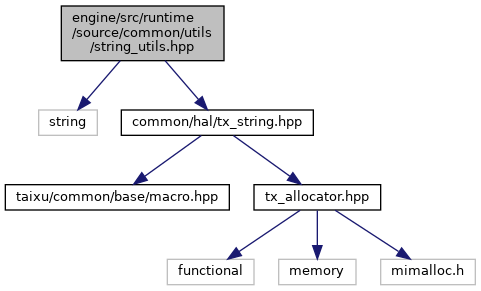 engine/src/runtime
/source/common/utils
/string_utils.hpp
string
common/hal/tx_string.hpp
taixu/common/base/macro.hpp
tx_allocator.hpp
functional
memory
mimalloc.h